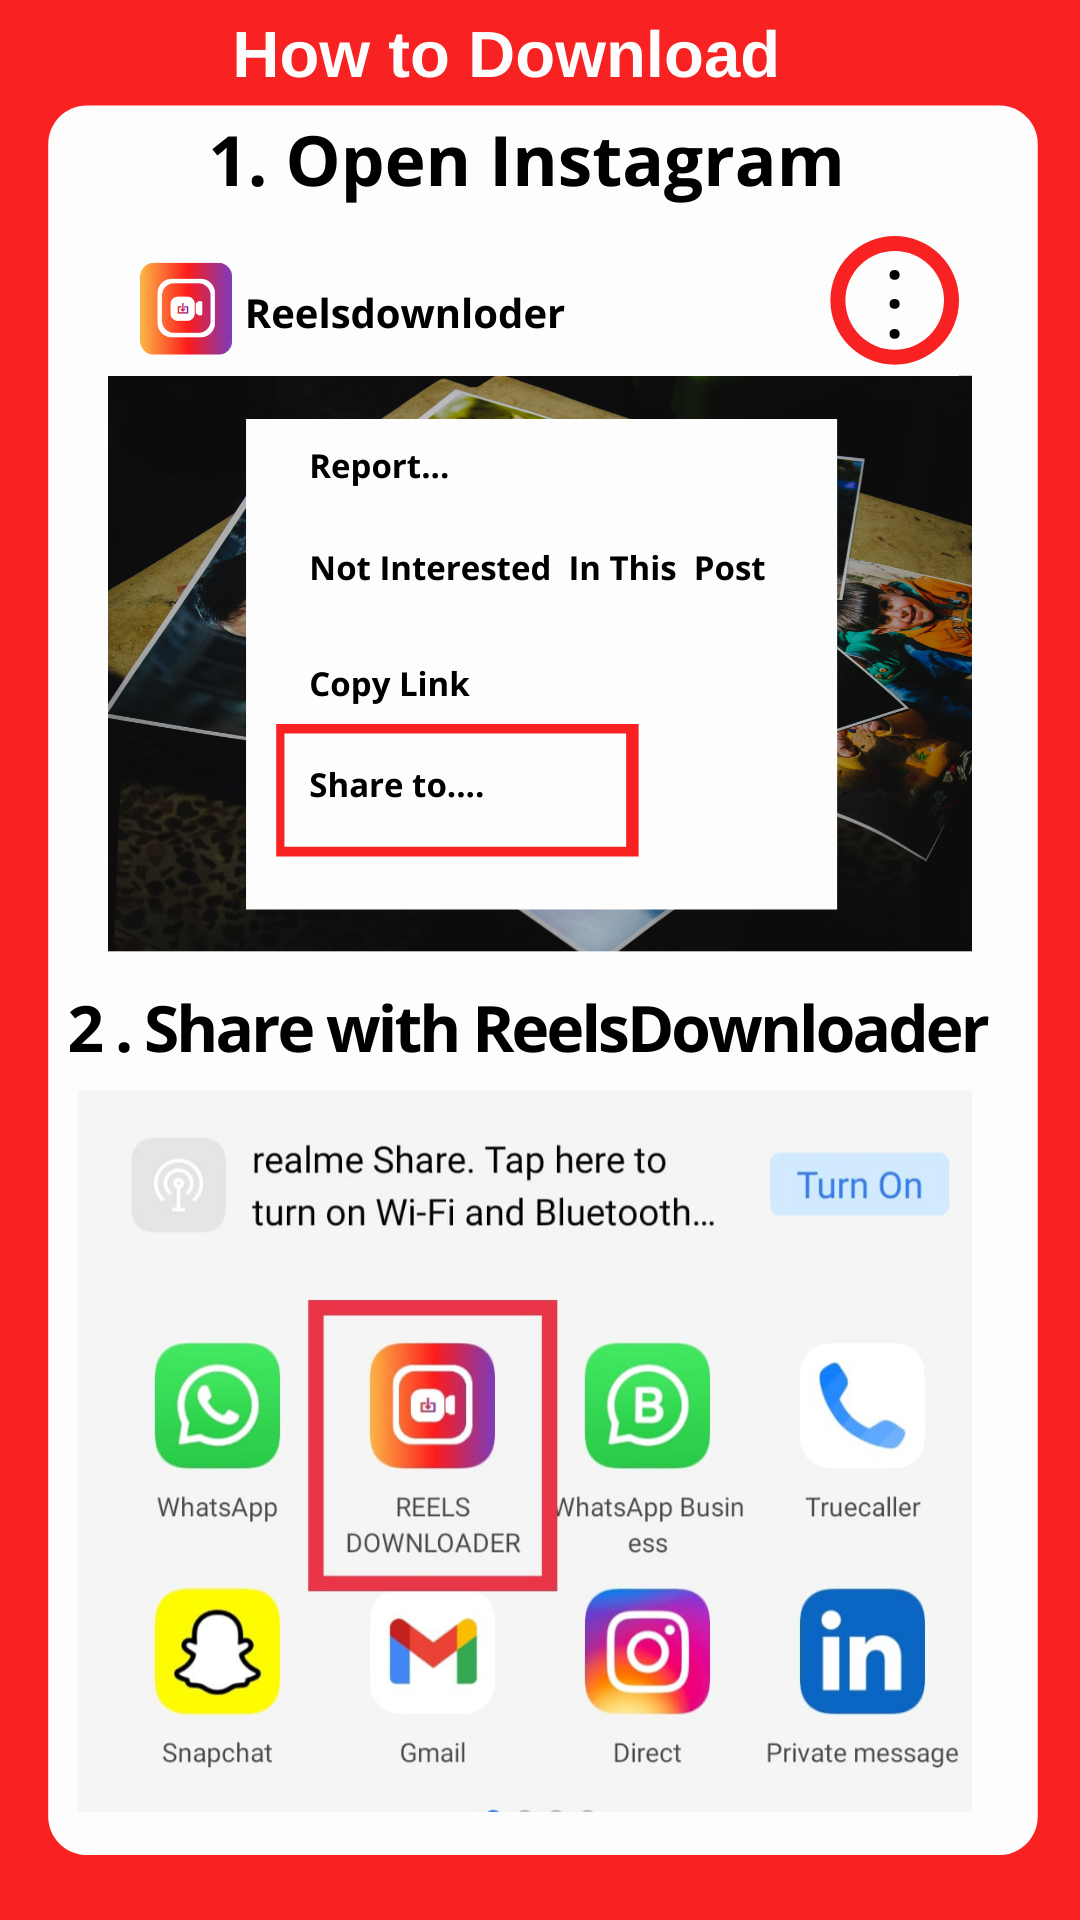 How to Download
1. Open Instagram
Reelsdownloder
Report...
Not Interested In This Post
Copy Link
Share to....
2 . Share with ReelsDownloader
realme Share. Tap here to
turn on Wi-Fi and Bluetooth...
Turn On
WhatsApp
REELS
DOWNLOADER
WhatsApp Busin
ess
Truecaller
Snapchat
Gmail
Direct
Private message